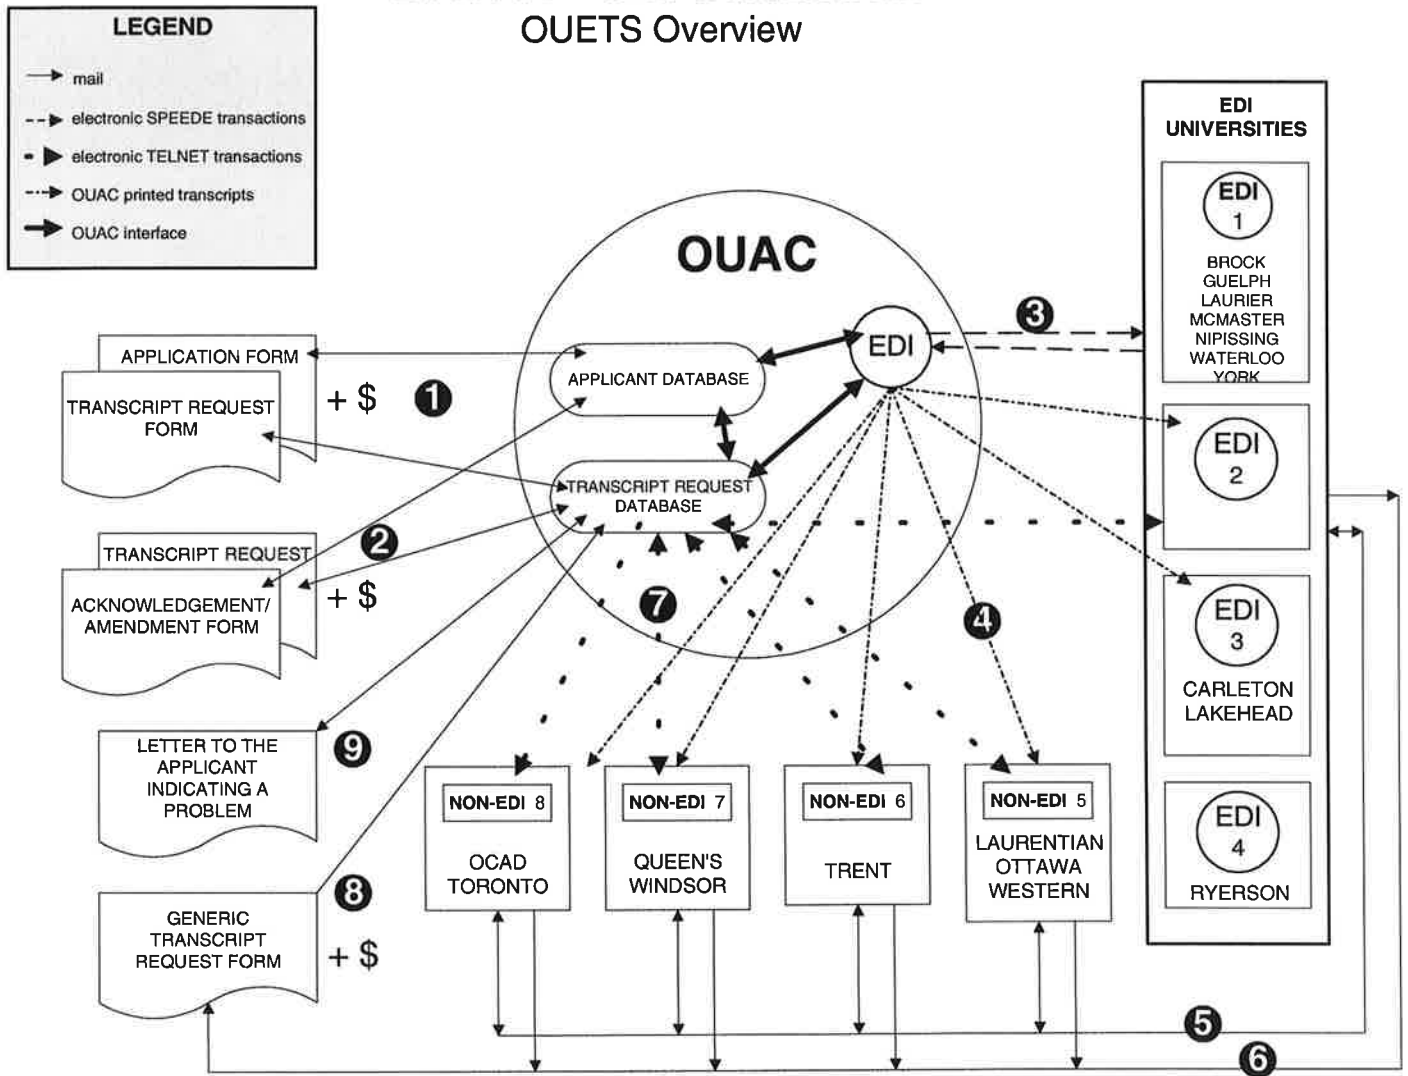 OUETS Overview
LEGEND
mail
electronic SPEEDE transactions
electronic TELNET transactions
OUAC printed transcripts
OUAC interface
OUAC
EDI
APPLICANT DATABASE
TRANSCRIPT REQUEST
DATABASE
APPLICATION FORM
TRANSCRIPT REQUEST
FORM
+ $
1
TRANSCRIPT REQUEST
ACKNOWLEDGEMENT/
AMENDMENT FORM
+ $
2
LETTER TO THE
APPLICANT
INDICATING A
PROBLEM
9
GENERIC
TRANSCRIPT
REQUEST FORM
+ $
8
3
4
7
NON-EDI 8
OCAD
TORONTO
NON-EDI 7
QUEEN'S
WINDSOR
NON-EDI 6
TRENT
NON-EDI 5
LAURENTIAN
OTTAWA
WESTERN
5
6
EDI
UNIVERSITIES
EDI
1
BROCK
GUELPH
LAURIER
MCMASTER
NIPISSING
WATERLOO
YORK
EDI
2
EDI
3
CARLETON
LAKEHEAD
EDI
4
RYERSON